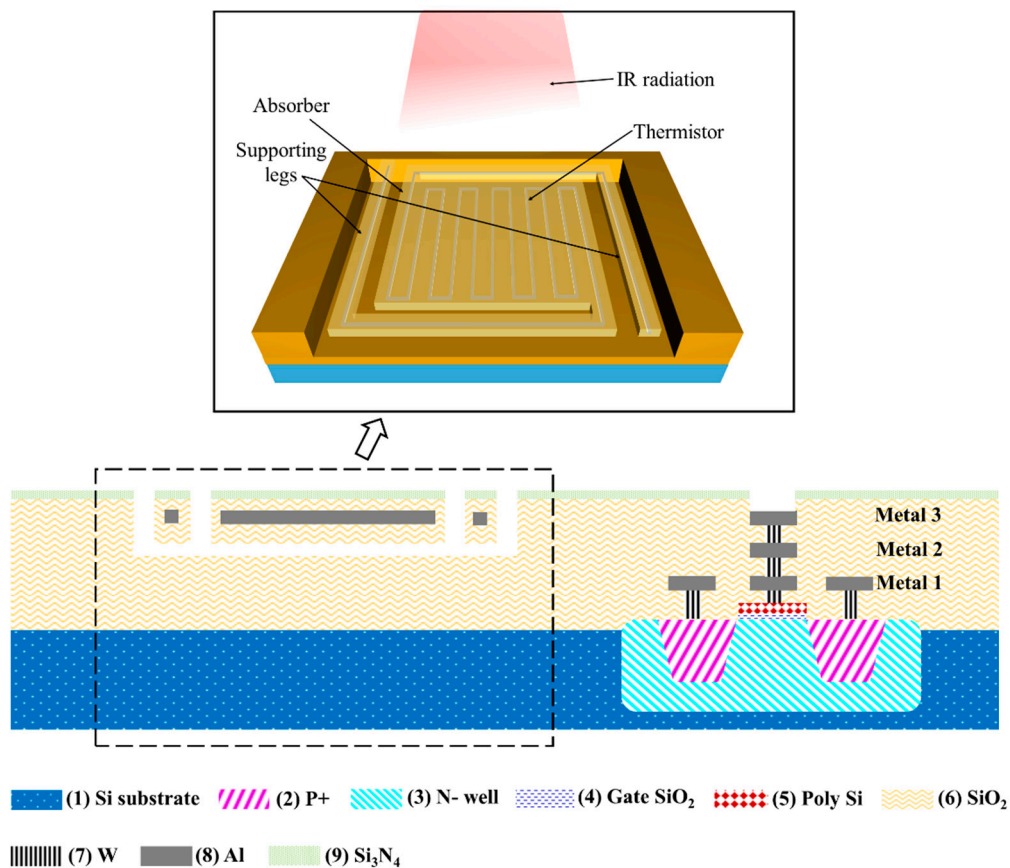 IR radiation
Absorber
Thermistor
Supporting
legs
Metal 3
Metal 2
Metal 1
(1) Si substrate (2) P+ (3) N- well (4) Gate SiO₂ (5) Poly Si (6) SiO₂
(7) W (8) Al (9) Si₃N₄